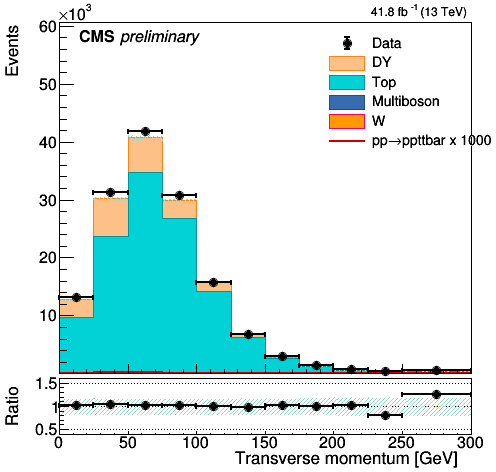 ×10³
41.8 fb⁻¹ (13 TeV)
CMS preliminary
Events
60
50
40
30
20
10
Data
DY
Top
Multiboson
W
pp→ppttbar x 1000
Ratio
1.5
1
0.5
0 50 100 150 200 250 300
Transverse momentum [GeV]